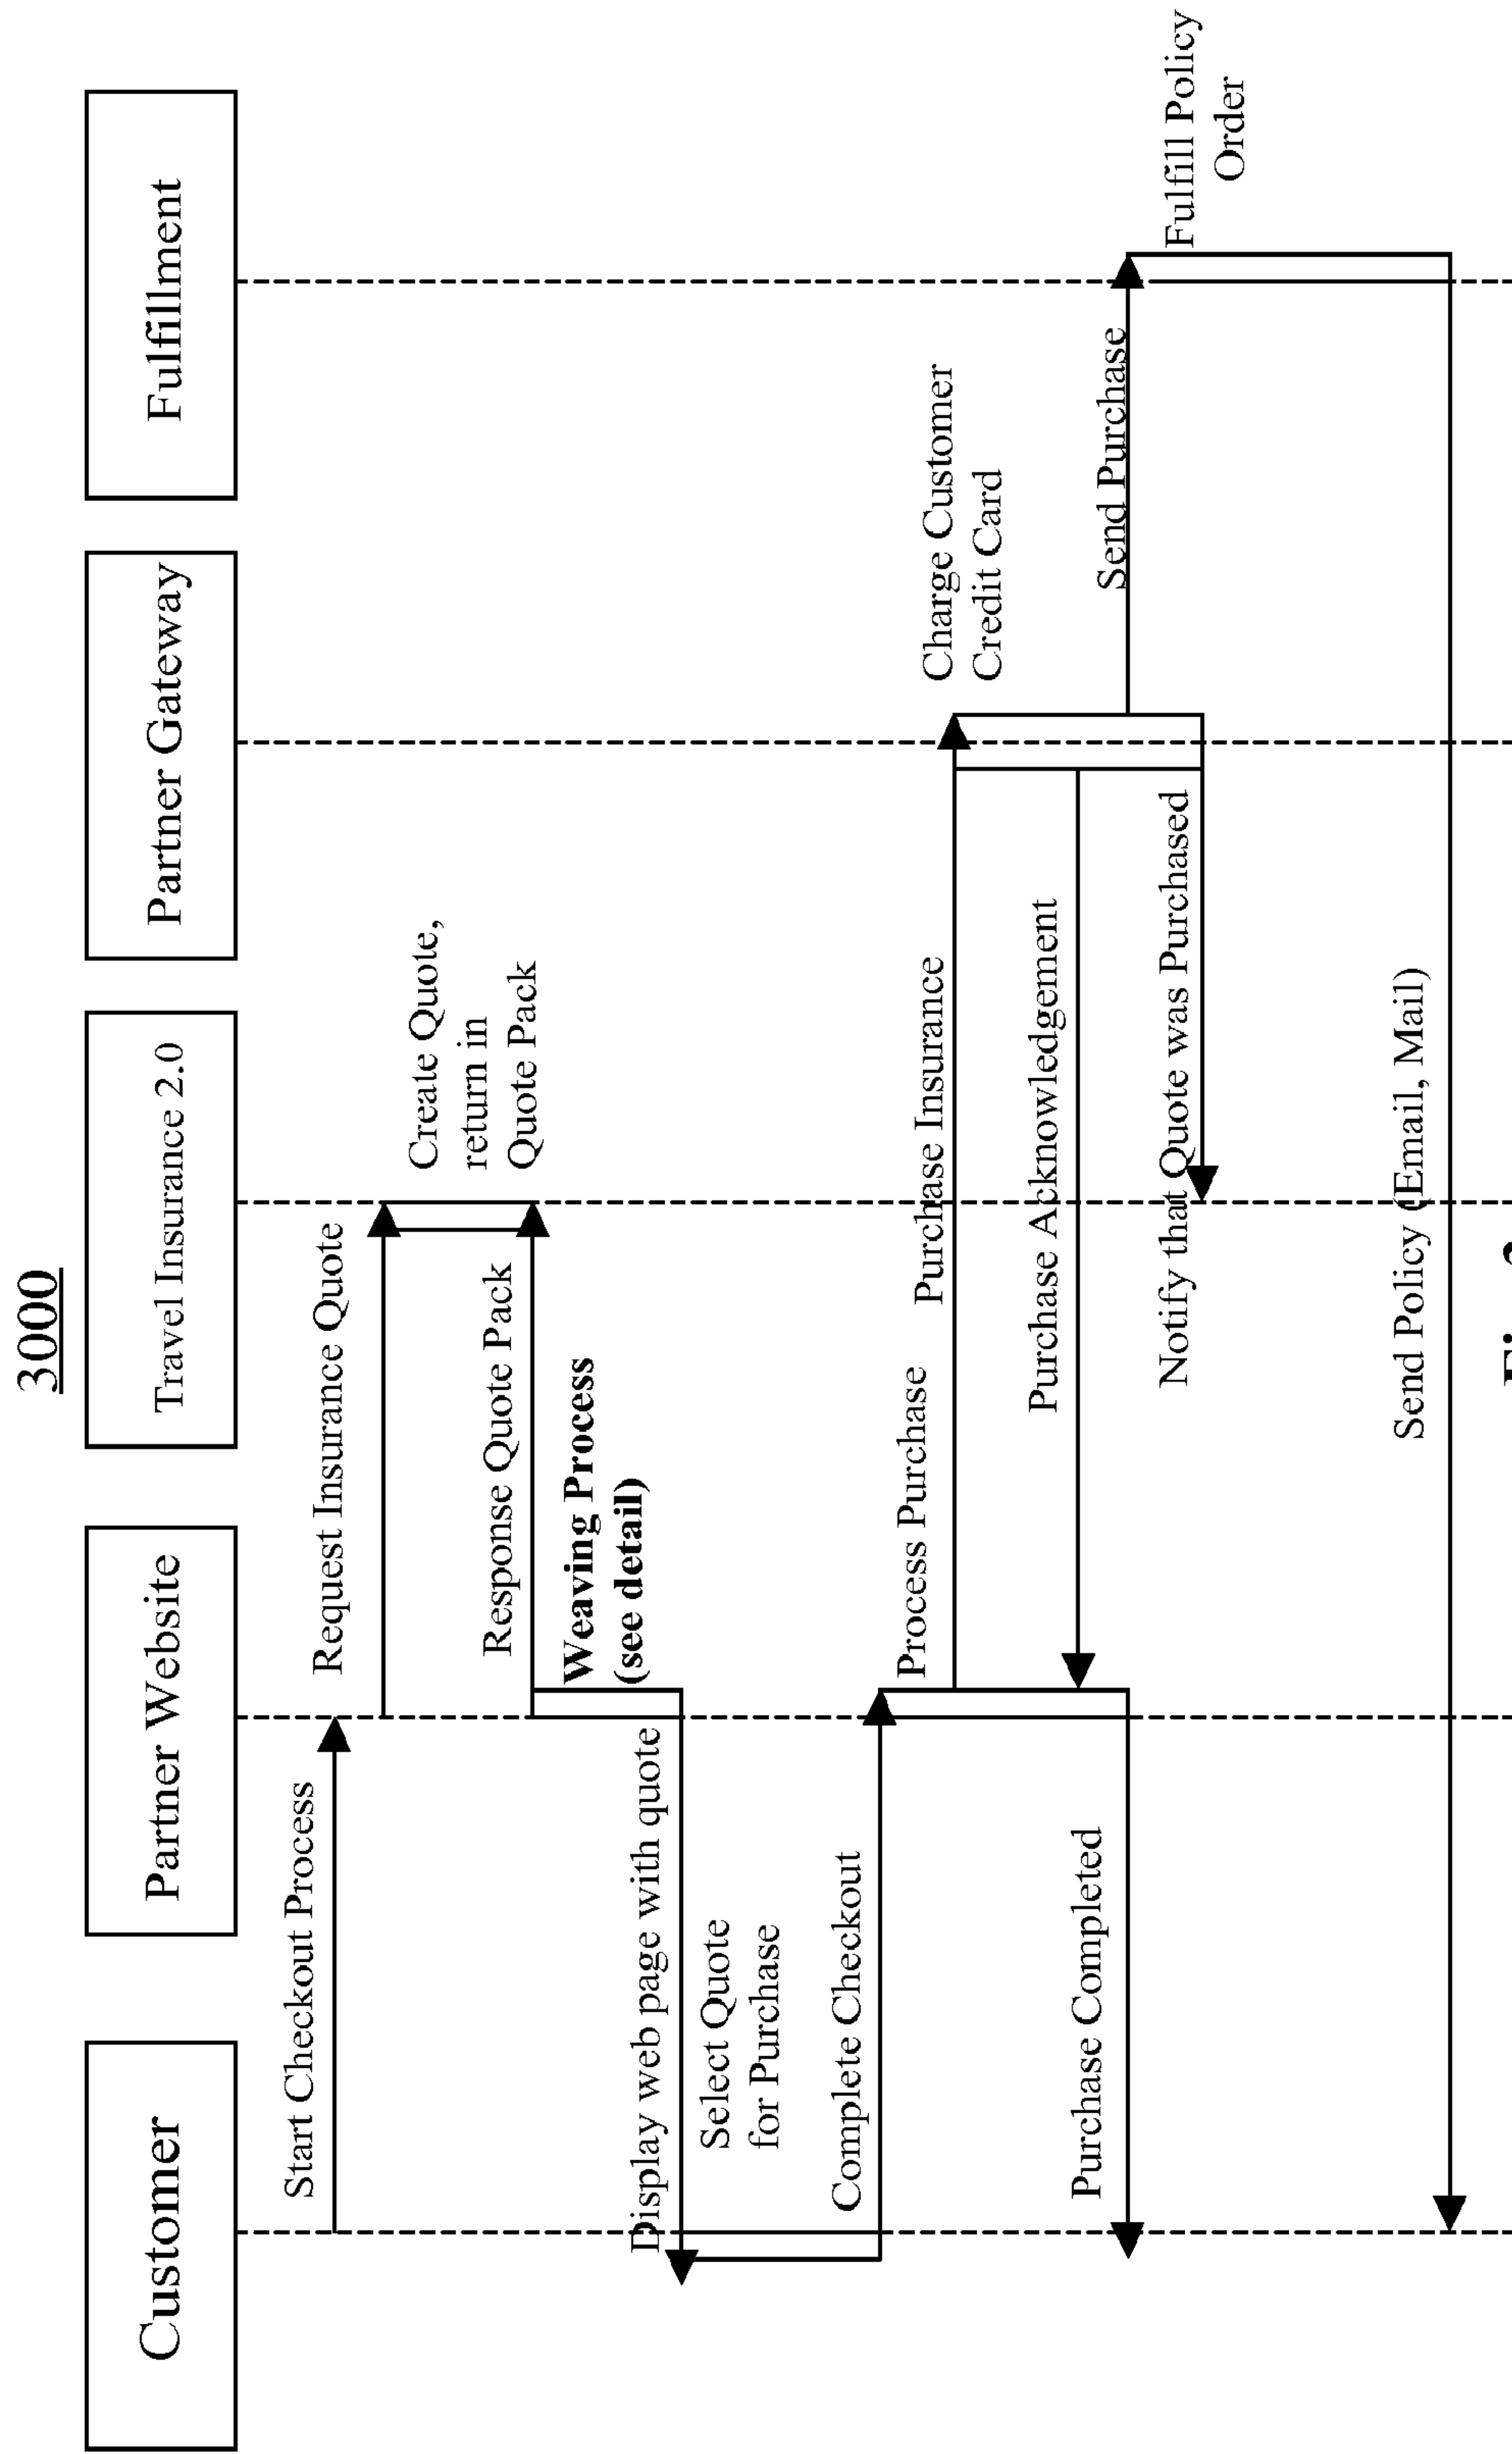 3000
Customer
Partner Website
Travel Insurance 2.0
Partner Gateway
Fulfillment
Start Checkout Process
Request Insurance Quote
Create Quote,
return in
Quote Pack
Response Quote Pack
Weaving Process
(see detail)
Display web page with quote
Select Quote
for Purchase
Complete Checkout
Process Purchase
Purchase Insurance
Charge Customer
Credit Card
Purchase Acknowledgement
Purchase Completed
Send Purchase
Notify that Quote was Purchased
Fulfill Policy
Order
Send Policy (Email, Mail)